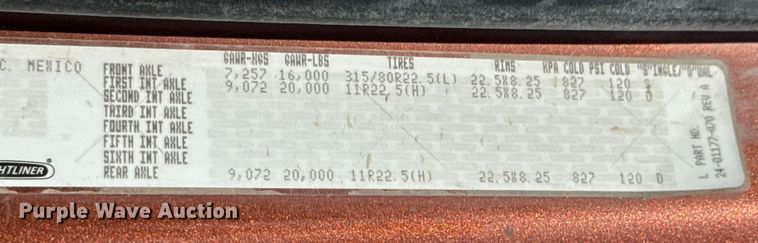 GAWR-KGS GAWR-LBS TIRES RIMS KPA COLD PSI COLD "S"INGLE/"D"UAL"
C. MEXICO FRONT AXLE 7,257 16,000 315/80R22.5(L) 22.5X8.25 827 120 S
FIRST INT AXLE 9,072 20,000 11R22.5(H) 22.5X8.25 827 120 D
SECOND INT AXLE
THIRD INT AXLE
FOURTH INT AXLE
FIFTH INT AXLE
SIXTH INT AXLE
REAR AXLE 9,072 20,000 11R22.5(H) 22.5X8.25 827 120 D
L PART NO.
24-01177-070 REV A
HTLINER
Purple Wave Auction